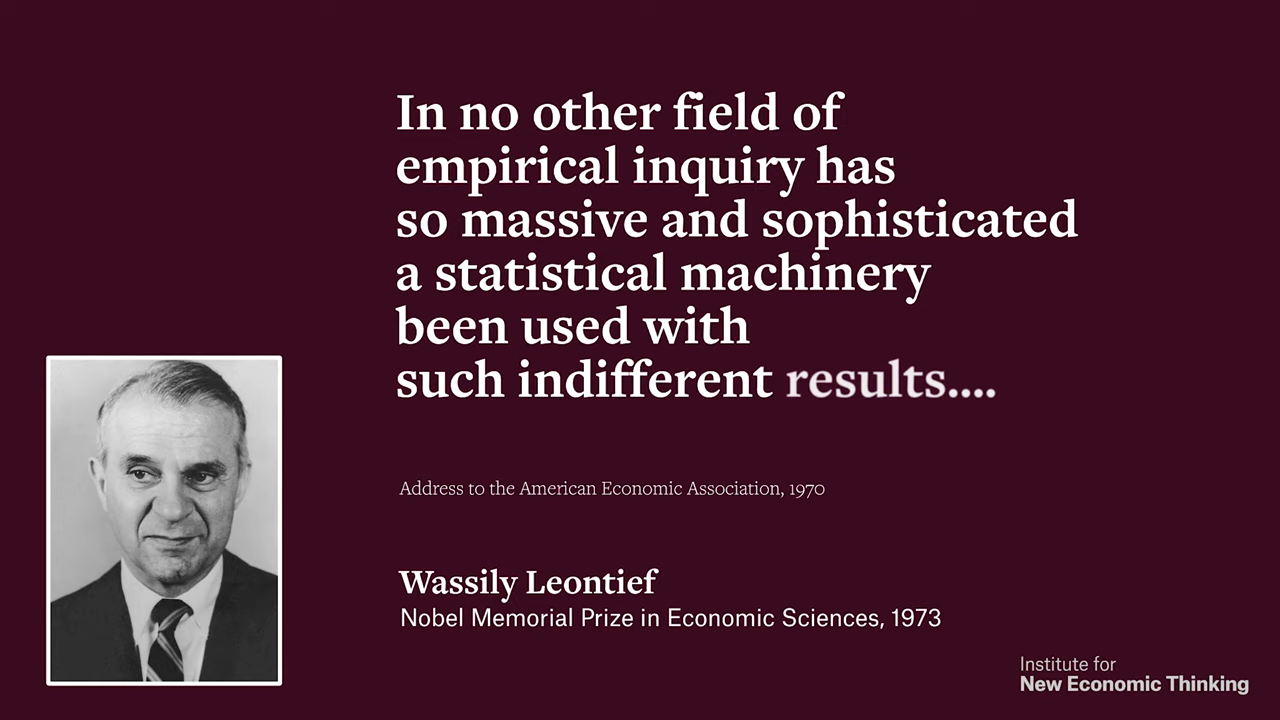 In no other field of
empirical inquiry has
so massive and sophisticated
a statistical machinery
been used with
such indifferent results....
Address to the American Economic Association, 1970
Wassily Leontief
Nobel Memorial Prize in Economic Sciences, 1973
Institute for
New Economic Thinking